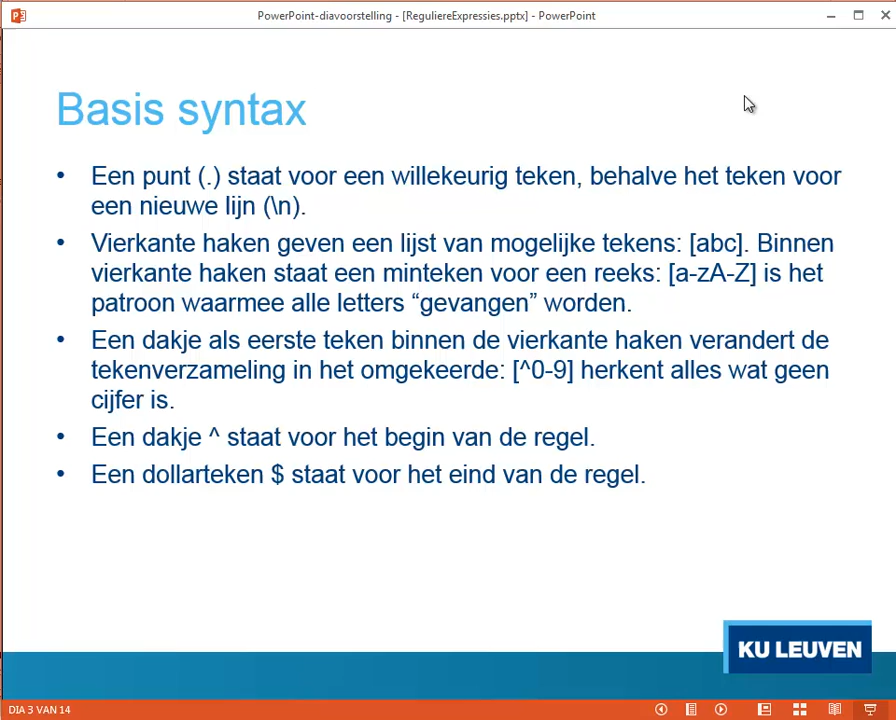 PowerPoint-diavoorstelling - [ReguliereExpressies.pptx] - PowerPoint
Basis syntax
• Een punt (.) staat voor een willekeurig teken, behalve het teken voor
een nieuwe lijn (\n).
• Vierkante haken geven een lijst van mogelijke tekens: [abc]. Binnen
vierkante haken staat een minteken voor een reeks: [a-zA-Z] is het
patroon waarmee alle letters “gevangen” worden.
• Een dakje als eerste teken binnen de vierkante haken verandert de
tekenverzameling in het omgekeerde: [^0-9] herkent alles wat geen
cijfer is.
• Een dakje ^ staat voor het begin van de regel.
• Een dollarteken $ staat voor het eind van de regel.
KU LEUVEN
DIA 3 VAN 14